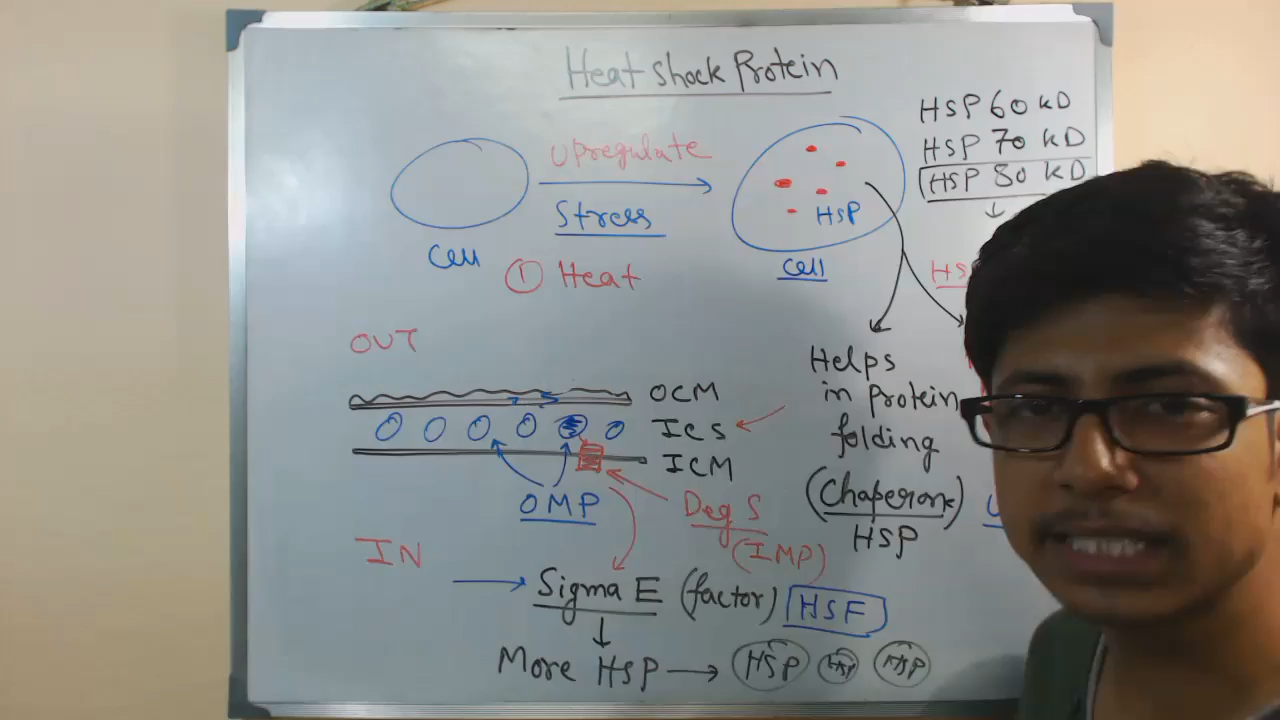 Heat Shock Protein
HSP 60 kD
HSP 70 kD
HSP 80 kD
Upregulate
Stress
① Heat
Cell
HSP
Cell
OUT
OCM
ICS
ICM
OMP
Deg S
(IMP)
IN
Helps
in protein
folding
(Chaperone)
HSP
Sigma E (factor) HSF
More HSP → HSP HSP HSP